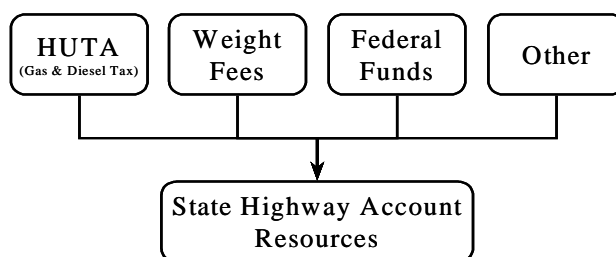 HUTA
(Gas & Diesel Tax)
Weight
Fees
Federal
Funds
Other
State Highway Account
Resources